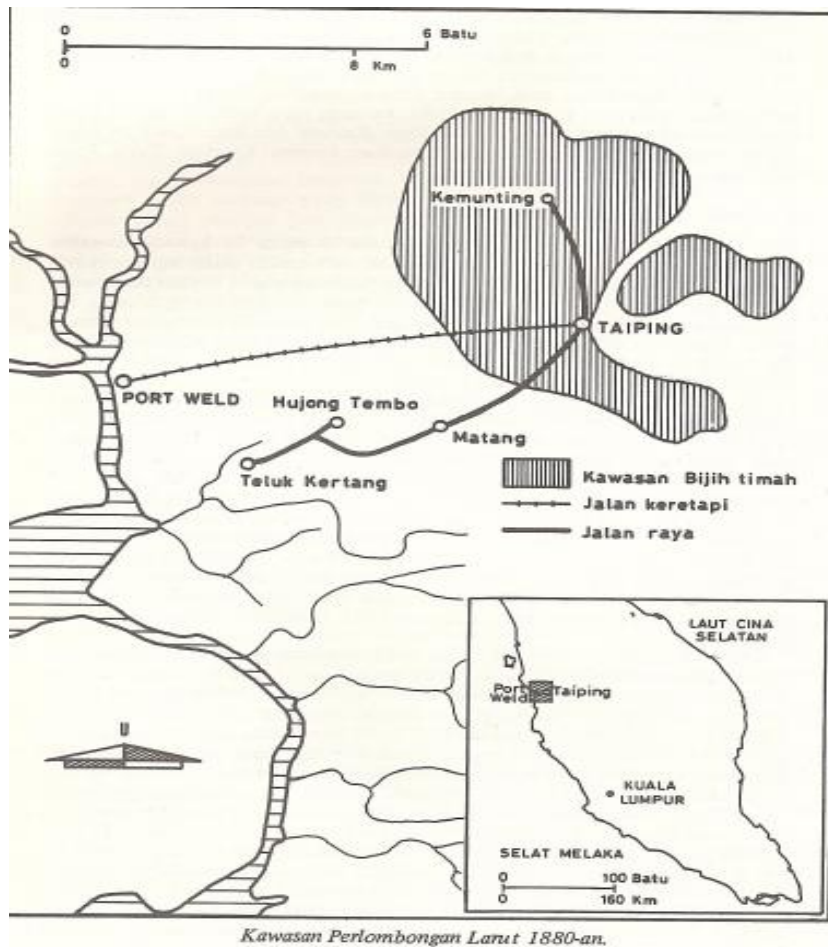 0 6 Batu
0 8 Km
Kemunting
TAIPING
PORT WELD
Hujong Tembo
Matang
Teluk Kertang
Kawasan Bijih timah
Jalan keretapi
Jalan raya
U
LAUT CINA
SELATAN
Port
Weld
Taiping
KUALA
LUMPUR
SELAT MELAKA
0 100 Batu
0 160 Km
Kawasan Perlombongan Larut 1880-an.